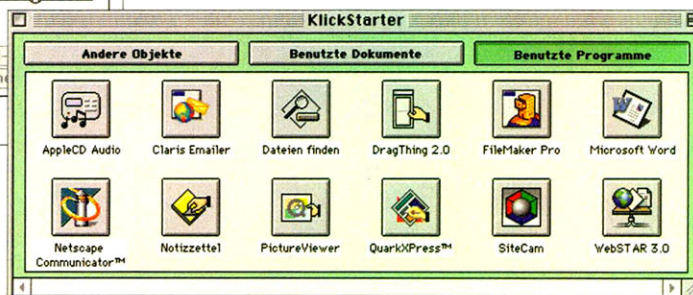 KlickStarter
Andere Objekte
Benutzte Dokumente
Benutzte Programme
AppleCD Audio
Claris Emailer
Dateien finden
DragThing 2.0
FileMaker Pro
Microsoft Word
Netscape
Communicator™
Notizzettel
PictureViewer
QuarkXPress™
SiteCam
WebSTAR 3.0